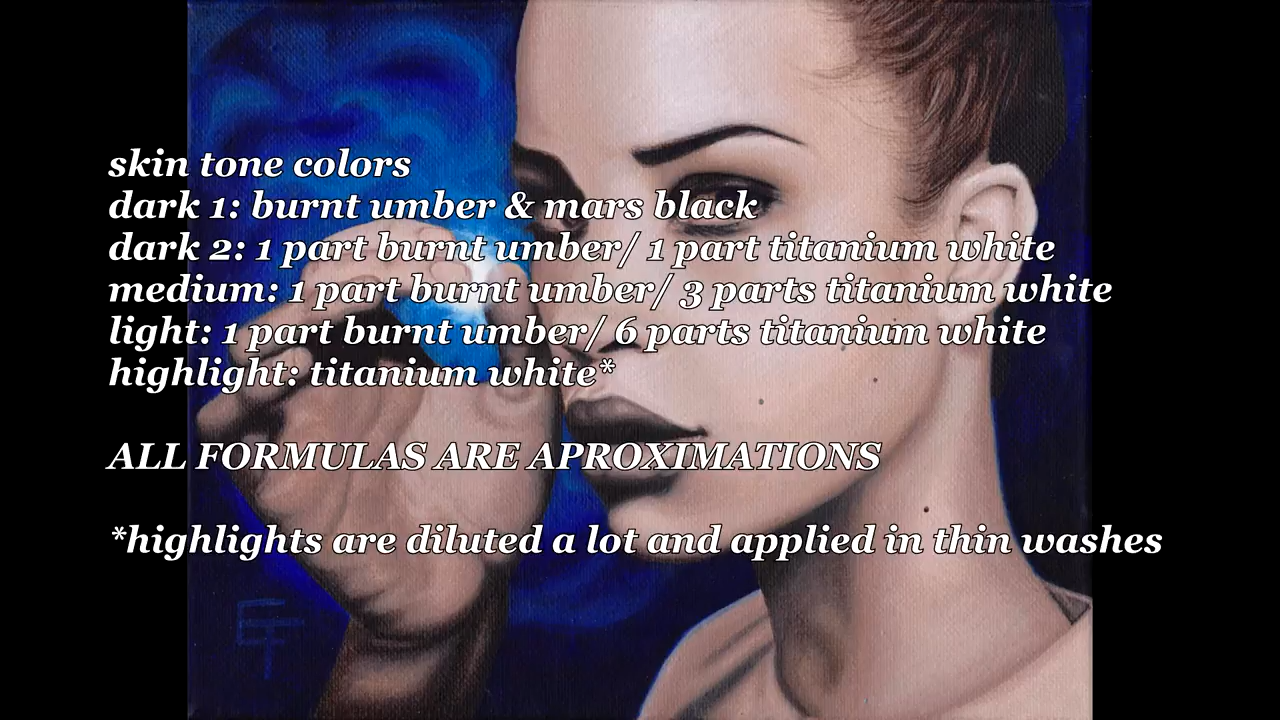 skin tone colors
dark 1: burnt umber & mars black
dark 2: 1 part burnt umber/ 1 part titanium white
medium: 1 part burnt umber/ 3 parts titanium white
light: 1 part burnt umber/ 6 parts titanium white
highlight: titanium white*
ALL FORMULAS ARE APROXIMATIONS
*highlights are diluted a lot and applied in thin washes